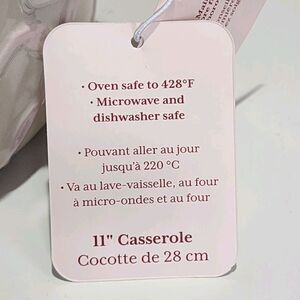 · Oven safe to 428°F
· Microwave and
dishwasher safe
· Pouvant aller au jour
jusqu'à 220 °C
· Va au lave-vaisselle, au four
à micro-ondes et au four
11" Casserole
Cocotte de 28 cm